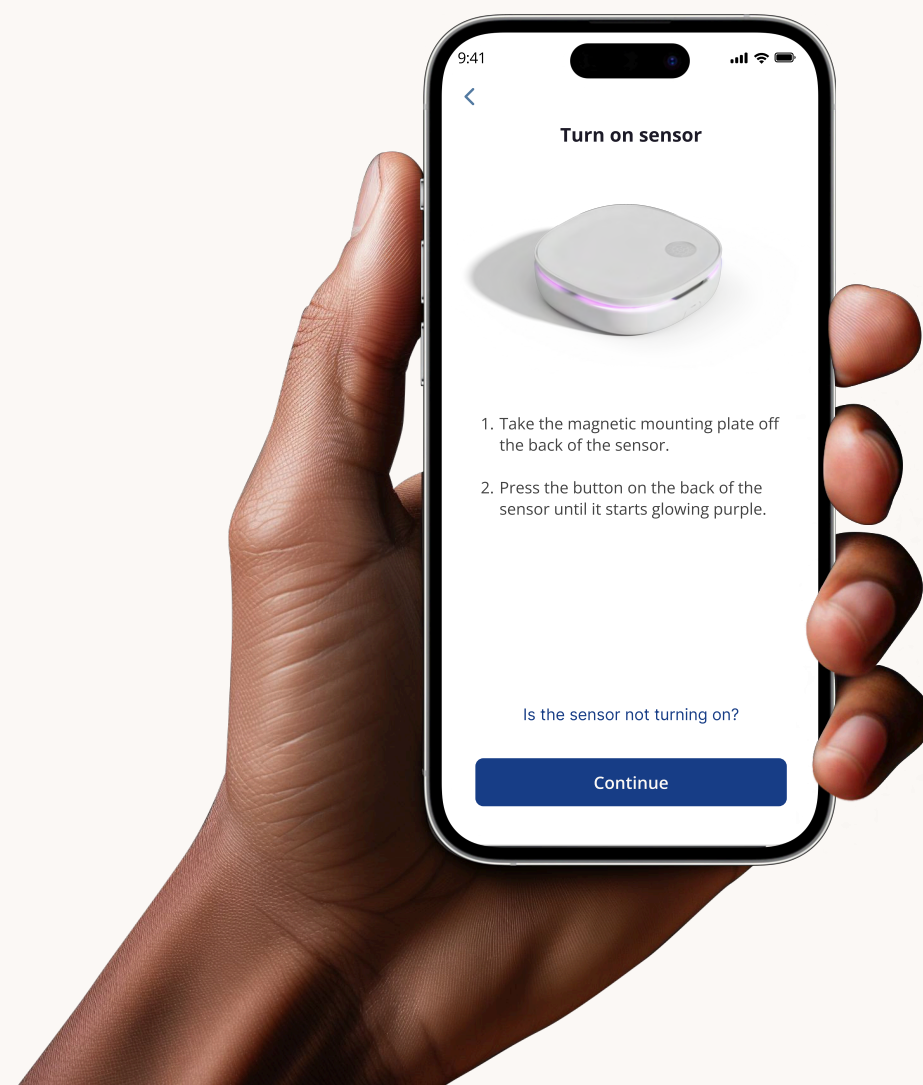 9:41
Turn on sensor
1. Take the magnetic mounting plate off
the back of the sensor.
2. Press the button on the back of the
sensor until it starts glowing purple.
Is the sensor not turning on?
Continue